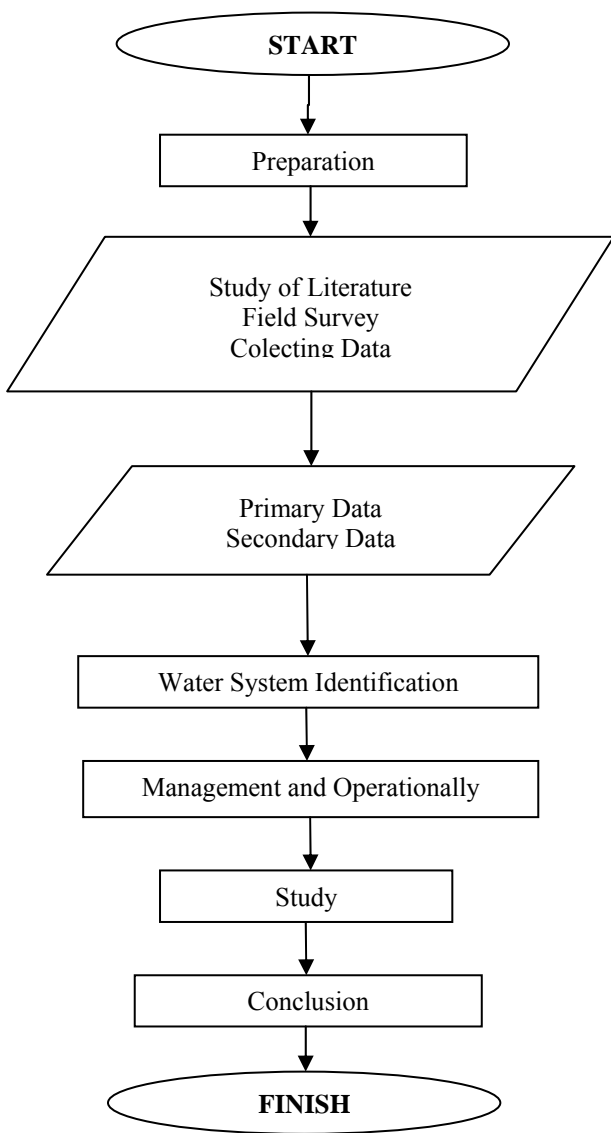 START
Preparation
Study of Literature
Field Survey
Colecting Data
Primary Data
Secondary Data
Water System Identification
Management and Operationally
Study
Conclusion
FINISH